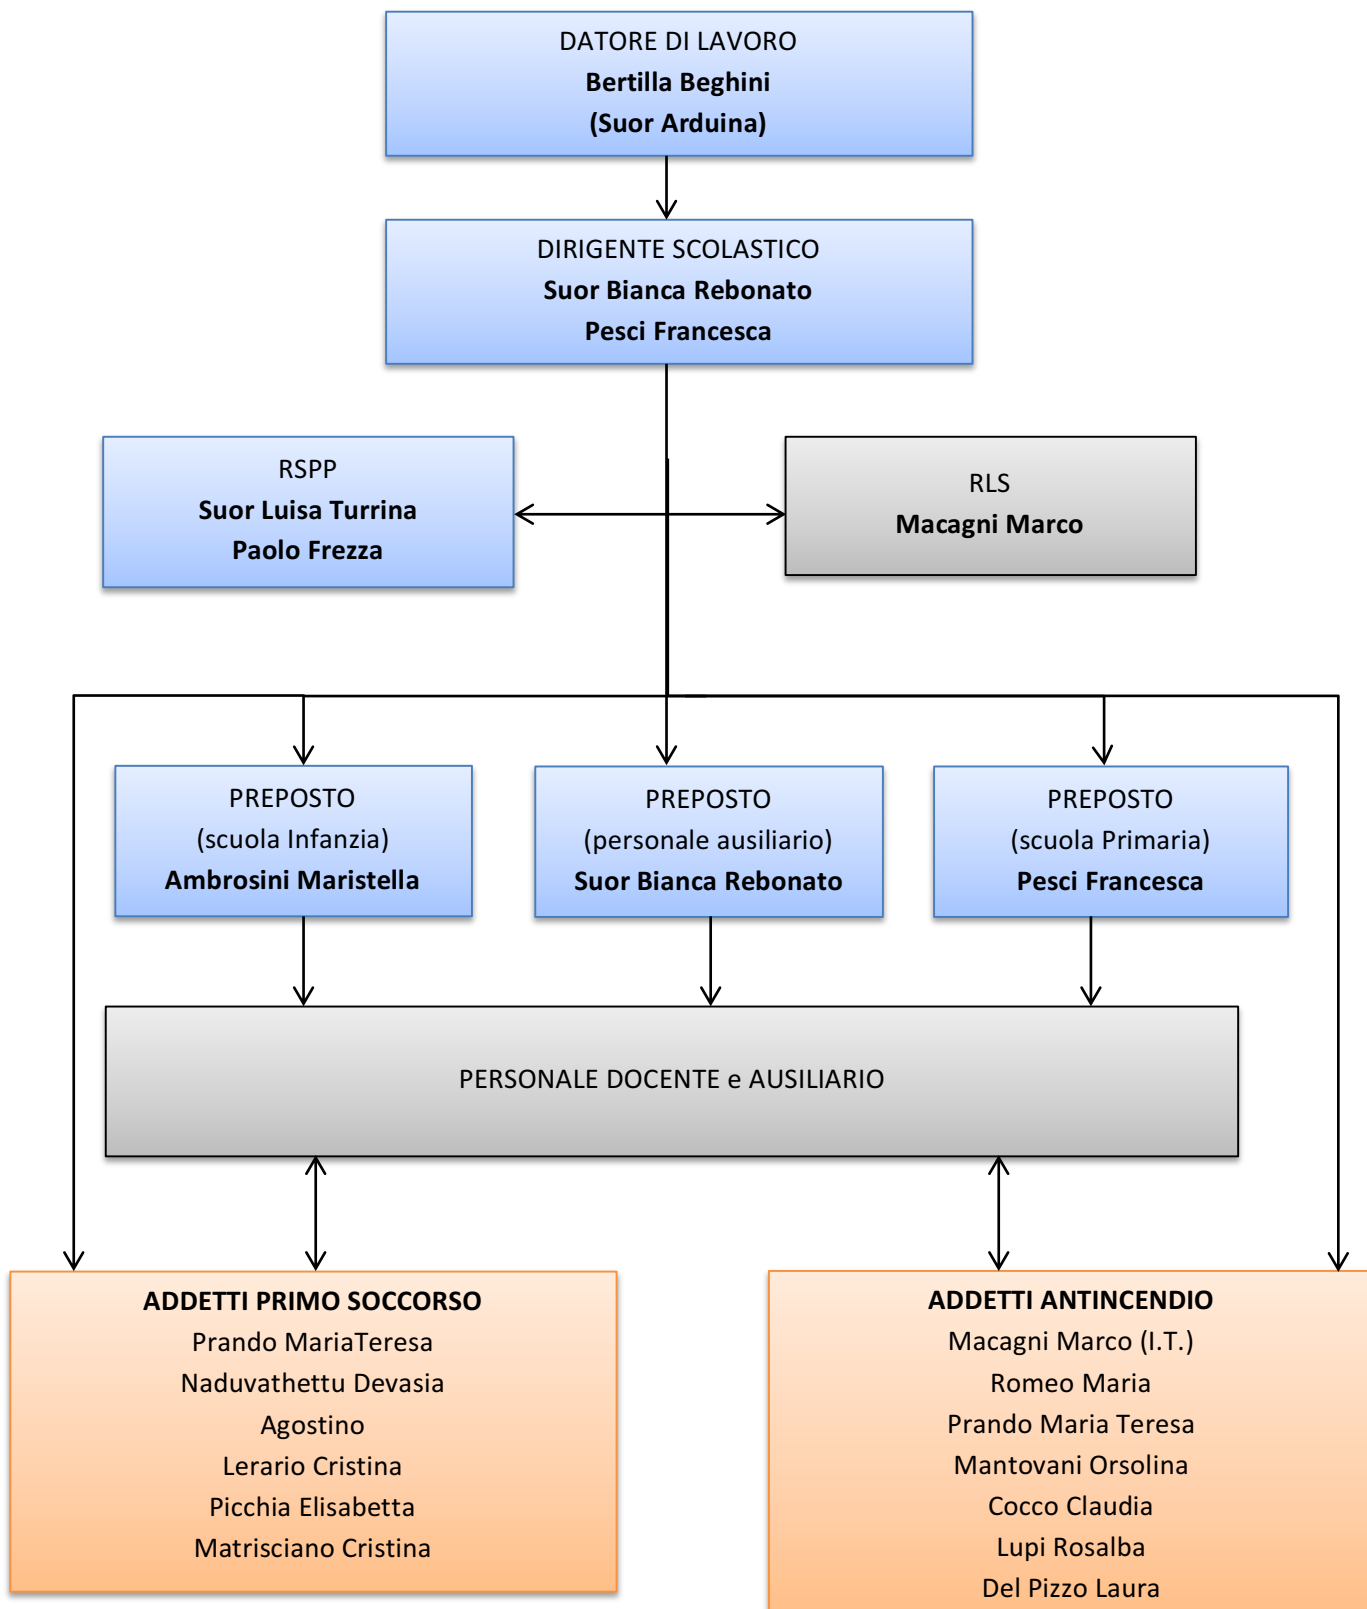 DATORE DI LAVORO
Bertilla Beghini
(Suor Arduina)
DIRIGENTE SCOLASTICO
Suor Bianca Rebonato
Pesci Francesca
RSPP
Suor Luisa Turrina
Paolo Frezza
RLS
Macagni Marco
PREPOSTO
(scuola Infanzia)
Ambrosini Maristella
PREPOSTO
(personale ausiliario)
Suor Bianca Rebonato
PREPOSTO
(scuola Primaria)
Pesci Francesca
PERSONALE DOCENTE e AUSILIARIO
ADDETTI PRIMO SOCCORSO
Prando MariaTeresa
Naduvathettu Devasia
Agostino
Lerario Cristina
Picchia Elisabetta
Matrisciano Cristina
ADDETTI ANTINCENDIO
Macagni Marco (I.T.)
Romeo Maria
Prando Maria Teresa
Mantovani Orsolina
Cocco Claudia
Lupi Rosalba
Del Pizzo Laura